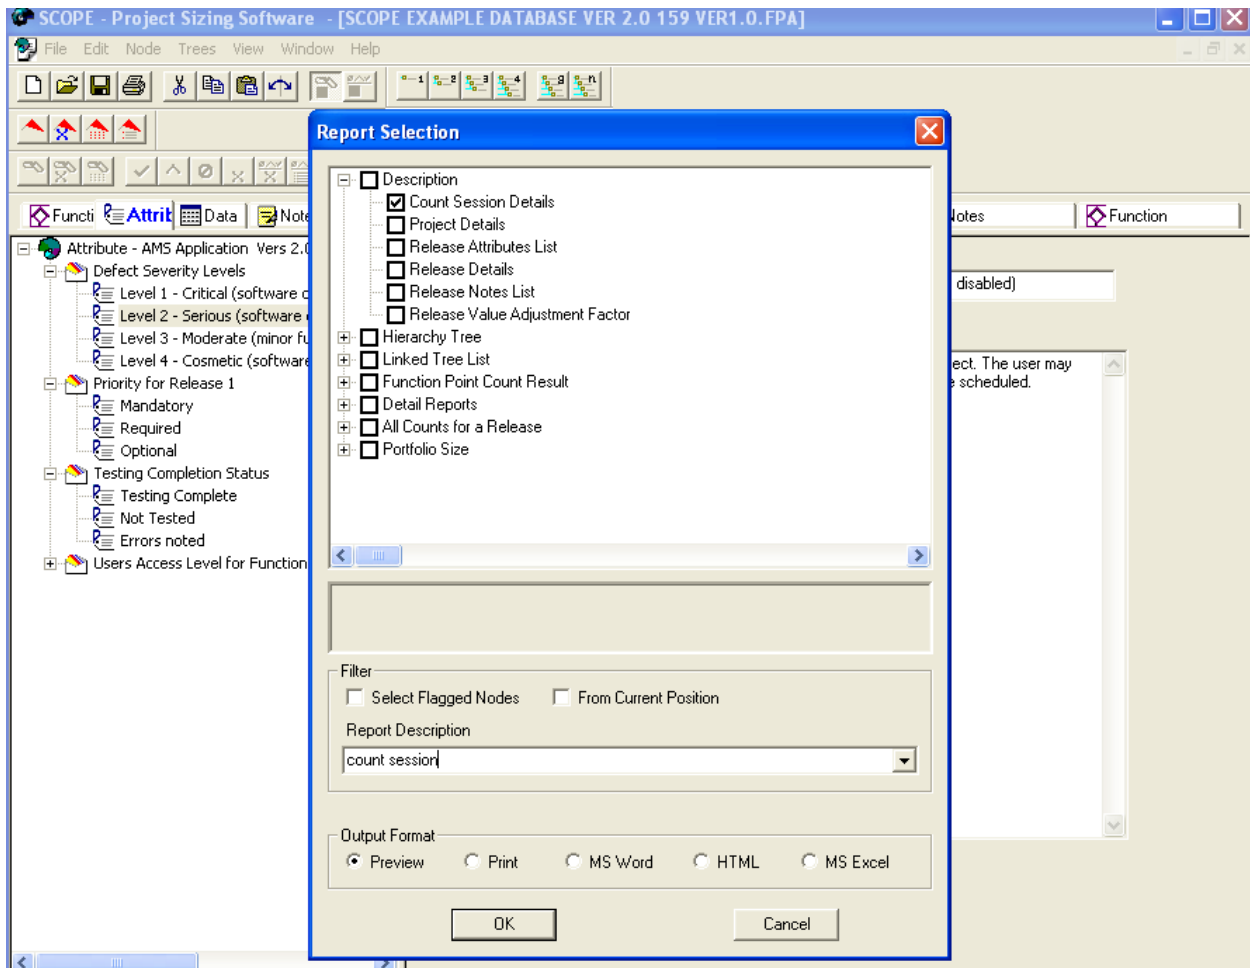 SCOPE - Project Sizing Software - [SCOPE EXAMPLE DATABASE VER 2.0 159 VER1.0.FPA]
File Edit Node Trees View Window Help
1 2 3 4 a n
Functi Attrib Data Note
Notes Function
Attribute - AMS Application Vers 2.0
Defect Severity Levels
Level 1 - Critical (software
Level 2 - Serious (software
Level 3 - Moderate (minor fu
Level 4 - Cosmetic (software
Priority for Release 1
Mandatory
Required
Optional
Testing Completion Status
Testing Complete
Not Tested
Errors noted
Users Access Level for Function
Report Selection
Description
Count Session Details
Project Details
Release Attributes List
Release Details
Release Notes List
Release Value Adjustment Factor
Hierarchy Tree
Linked Tree List
Function Point Count Result
Detail Reports
All Counts for a Release
Portfolio Size
Filter
Select Flagged Nodes From Current Position
Report Description
count session
Output Format
Preview Print MS Word HTML MS Excel
OK Cancel
disabled)
ect. The user may
scheduled.